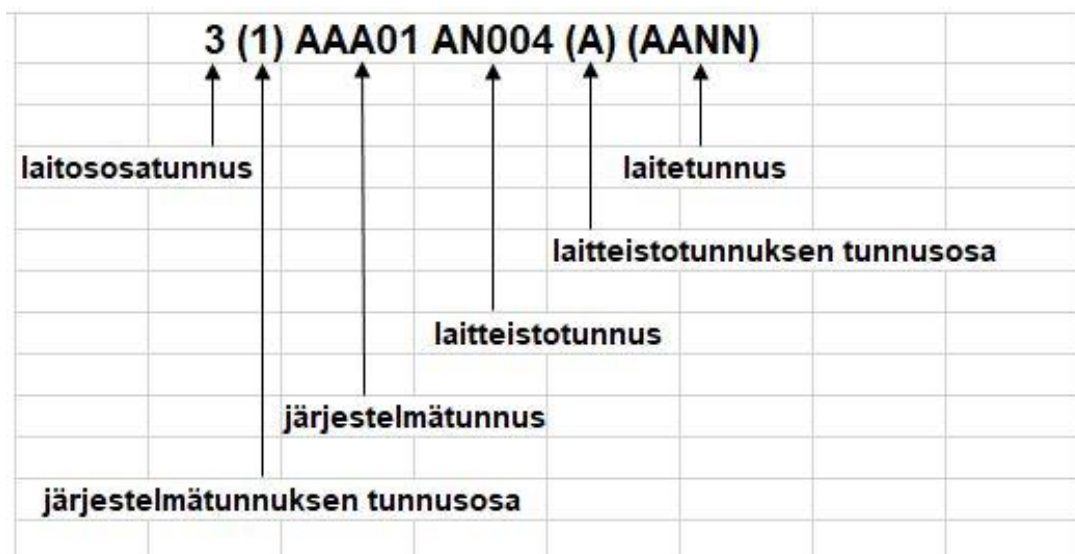 3 (1) AAA01 AN004 (A) (AANN)
laitososatunnus
laitetunnus
laitteistotunnuksen tunnusosa
laitteistotunnus
järjestelmätunnus
järjestelmätunnuksen tunnusosa